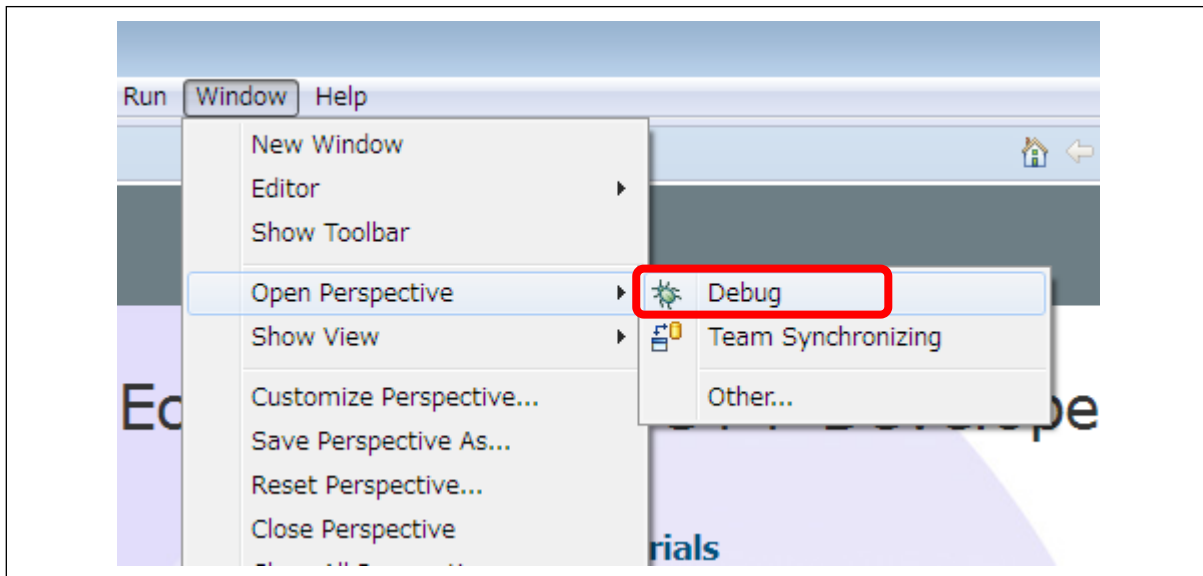 Run Window Help
New Window
Editor
Show Toolbar
Open Perspective
Debug
Show View
Team Synchronizing
Customize Perspective...
Other...
Save Perspective As...
Reset Perspective...
Close Perspective